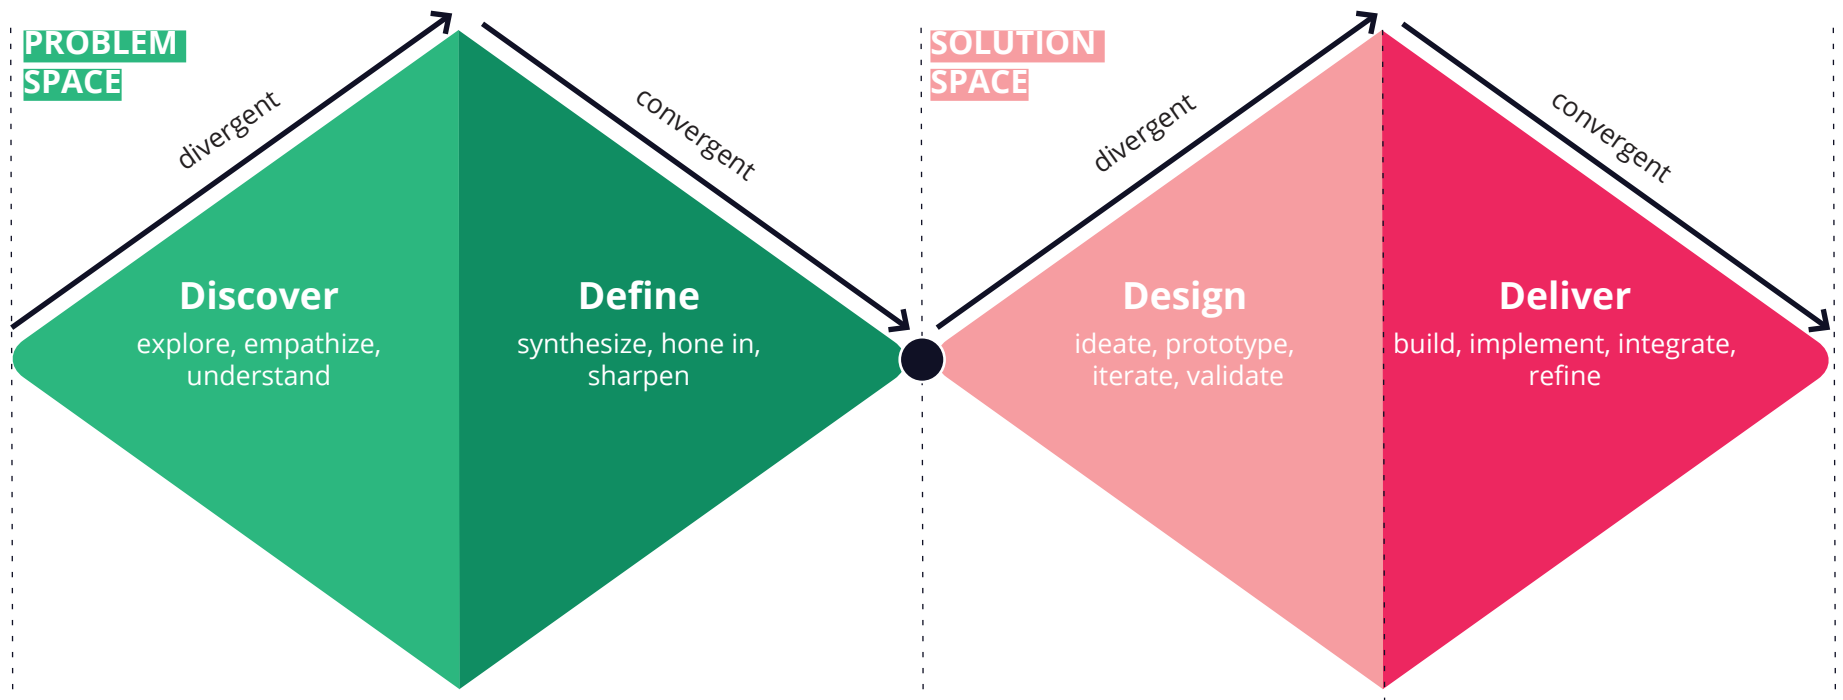 PROBLEM
SPACE
divergent
convergent
Discover
explore, empathize,
understand
Define
synthesize, hone in,
sharpen
SOLUTION
SPACE
divergent
convergent
Design
ideate, prototype,
iterate, validate
Deliver
build, implement, integrate,
refine